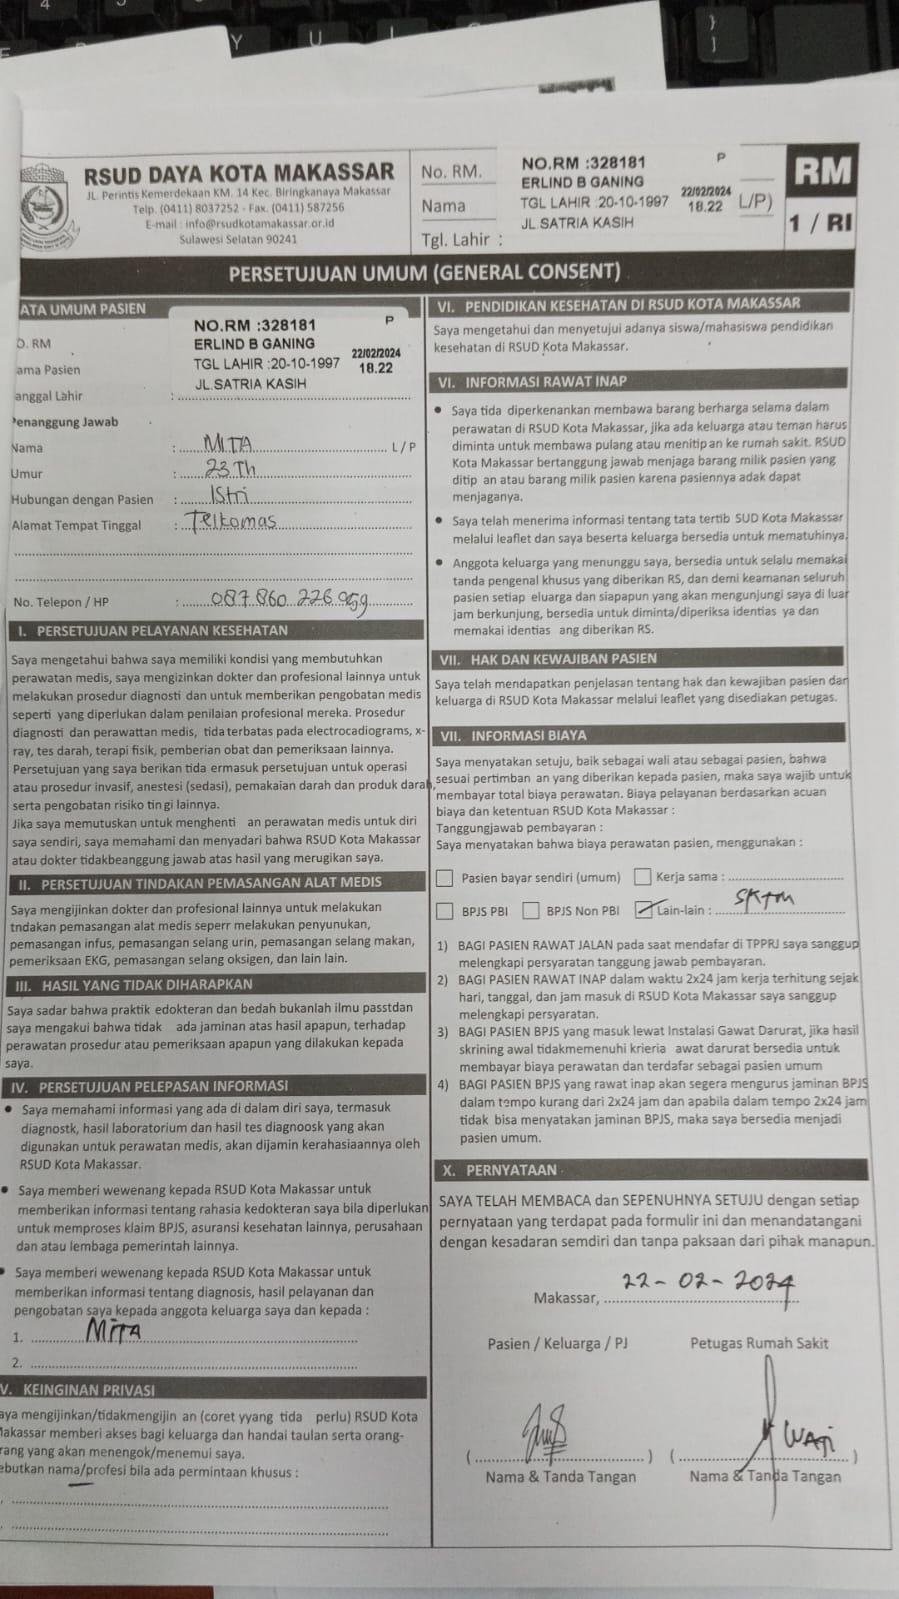 RSUD DAYA KOTA MAKASSAR
JL. Perintis Kemerdekaan KM. 14 Kec. Biringkanaya Makassar
Telp. (0411) 8037252 - Fax. (0411) 587256
E-mail : info@rsudkotamakassar.or.id
Sulawesi Selatan 90241
No. RM.
Nama
Tgl. Lahir :
NO.RM :328181 P
ERLIND B GANING
TGL LAHIR :20-10-1997 22/02/2024
18.22
JL.SATRIA KASIH
L/P)
RM
1 / RI
PERSETUJUAN UMUM (GENERAL CONSENT)
ATA UMUM PASIEN
O. RM
ama Pasien
anggal Lahir :
NO.RM :328181 P
ERLIND B GANING
TGL LAHIR :20-10-1997 22/02/2024
18.22
JL.SATRIA KASIH
Penanggung Jawab
Nama : MITA L / P
Umur : 23 Th
Hubungan dengan Pasien : Istri
Alamat Tempat Tinggal : Telkomas
No. Telepon / HP : 087 860 226 059
I. PERSETUJUAN PELAYANAN KESEHATAN
Saya mengetahui bahwa saya memiliki kondisi yang membutuhkan
perawatan medis, saya mengizinkan dokter dan profesional lainnya untuk
melakukan prosedur diagnosti dan untuk memberikan pengobatan medis
seperti yang diperlukan dalam penilaian profesional mereka. Prosedur
diagnosti dan perawattan medis, tida terbatas pada electrocadiograms, x-
ray, tes darah, terapi fisik, pemberian obat dan pemeriksaan lainnya.
Persetujuan yang saya berikan tida ermasuk persetujuan untuk operasi
atau prosedur invasif, anestesi (sedasi), pemakaian darah dan produk darah,
serta pengobatan risiko tin gi lainnya.
Jika saya memutuskan untuk menghenti an perawatan medis untuk diri
saya sendiri, saya memahami dan menyadari bahwa RSUD Kota Makassar
atau dokter tidakbeanggung jawab atas hasil yang merugikan saya.
II. PERSETUJUAN TINDAKAN PEMASANGAN ALAT MEDIS
Saya mengijinkan dokter dan profesional lainnya untuk melakukan
tndakan pemasangan alat medis seperr melakukan penyunukan,
pemasangan infus, pemasangan selang urin, pemasangan selang makan,
pemeriksaan EKG, pemasangan selang oksigen, dan lain lain.
III. HASIL YANG TIDAK DIHARAPKAN
Saya sadar bahwa praktik edokteran dan bedah bukanlah ilmu passtdan
saya mengakui bahwa tidak ada jaminan atas hasil apapun, terhadap
perawatan prosedur atau pemeriksaan apapun yang dilakukan kepada
saya.
IV. PERSETUJUAN PELEPASAN INFORMASI
● Saya memahami informasi yang ada di dalam diri saya, termasuk
diagnostk, hasil laboratorium dan hasil tes diagnoosk yang akan
digunakan untuk perawatan medis, akan dijamin kerahasiaannya oleh
RSUD Kota Makassar.
● Saya memberi wewenang kepada RSUD Kota Makassar untuk
memberikan informasi tentang rahasia kedokteran saya bila diperlukan
untuk memproses klaim BPJS, asuransi kesehatan lainnya, perusahaan
dan atau lembaga pemerintah lainnya.
● Saya memberi wewenang kepada RSUD Kota Makassar untuk
memberikan informasi tentang diagnosis, hasil pelayanan dan
pengobatan saya kepada anggota keluarga saya dan kepada :
1. MITA
2.
V. KEINGINAN PRIVASI
aya mengijinkan/tidakmengijin an (coret yyang tida perlu) RSUD Kota
Makassar memberi akses bagi keluarga dan handai taulan serta orang-
rang yang akan menengok/menemui saya.
ebutkan nama/profesi bila ada permintaan khusus :
VI. PENDIDIKAN KESEHATAN DI RSUD KOTA MAKASSAR
Saya mengetahui dan menyetujui adanya siswa/mahasiswa pendidikan
kesehatan di RSUD Kota Makassar.
VI. INFORMASI RAWAT INAP
● Saya tida diperkenankan membawa barang berharga selama dalam
perawatan di RSUD Kota Makassar, jika ada keluarga atau teman harus
diminta untuk membawa pulang atau menitip an ke rumah sakit. RSUD
Kota Makassar bertanggung jawab menjaga barang milik pasien yang
ditip an atau barang milik pasien karena pasiennya adak dapat
menjaganya.
● Saya telah menerima informasi tentang tata tertib SUD Kota Makassar
melalui leaflet dan saya beserta keluarga bersedia untuk mematuhinya.
● Anggota keluarga yang menunggu saya, bersedia untuk selalu memakai
tanda pengenal khusus yang diberikan RS, dan demi keamanan seluruh
pasien setiap eluarga dan siapapun yang akan mengunjungi saya di luar
jam berkunjung, bersedia untuk diminta/diperiksa identias ya dan
memakai identias ang diberikan RS.
VII. HAK DAN KEWAJIBAN PASIEN
Saya telah mendapatkan penjelasan tentang hak dan kewajiban pasien dan
keluarga di RSUD Kota Makassar melalui leaflet yang disediakan petugas.
VII. INFORMASI BIAYA
Saya menyatakan setuju, baik sebagai wali atau sebagai pasien, bahwa
sesuai pertimban an yang diberikan kepada pasien, maka saya wajib untuk
membayar total biaya perawatan. Biaya pelayanan berdasarkan acuan
biaya dan ketentuan RSUD Kota Makassar :
Tanggungjawab pembayaran :
Saya menyatakan bahwa biaya perawatan pasien, menggunakan :
Pasien bayar sendiri (umum) Kerja sama :
BPJS PBI BPJS Non PBI Lain-lain : SKTM
1) BAGI PASIEN RAWAT JALAN pada saat mendafar di TPPRJ saya sanggup
melengkapi persyaratan tanggung jawab pembayaran.
2) BAGI PASIEN RAWAT INAP dalam waktu 2x24 jam kerja terhitung sejak
hari, tanggal, dan jam masuk di RSUD Kota Makassar saya sanggup
melengkapi persyaratan.
3) BAGI PASIEN BPJS yang masuk lewat Instalasi Gawat Darurat, jika hasil
skrining awal tidakmemenuhi krieria awat darurat bersedia untuk
membayar biaya perawatan dan terdafar sebagai pasien umum
4) BAGI PASIEN BPJS yang rawat inap akan segera mengurus jaminan BPJS
dalam tempo kurang dari 2x24 jam dan apabila dalam tempo 2x24 jam
tidak bisa menyatakan jaminan BPJS, maka saya bersedia menjadi
pasien umum.
X. PERNYATAAN
SAYA TELAH MEMBACA dan SEPENUHNYA SETUJU dengan setiap
pernyataan yang terdapat pada formulir ini dan menandatangani
dengan kesadaran semdiri dan tanpa paksaan dari pihak manapun.
Makassar, 22 - 02 - 2024
Pasien / Keluarga / PJ Petugas Rumah Sakit
WATI
Nama & Tanda Tangan Nama & Tanda Tangan